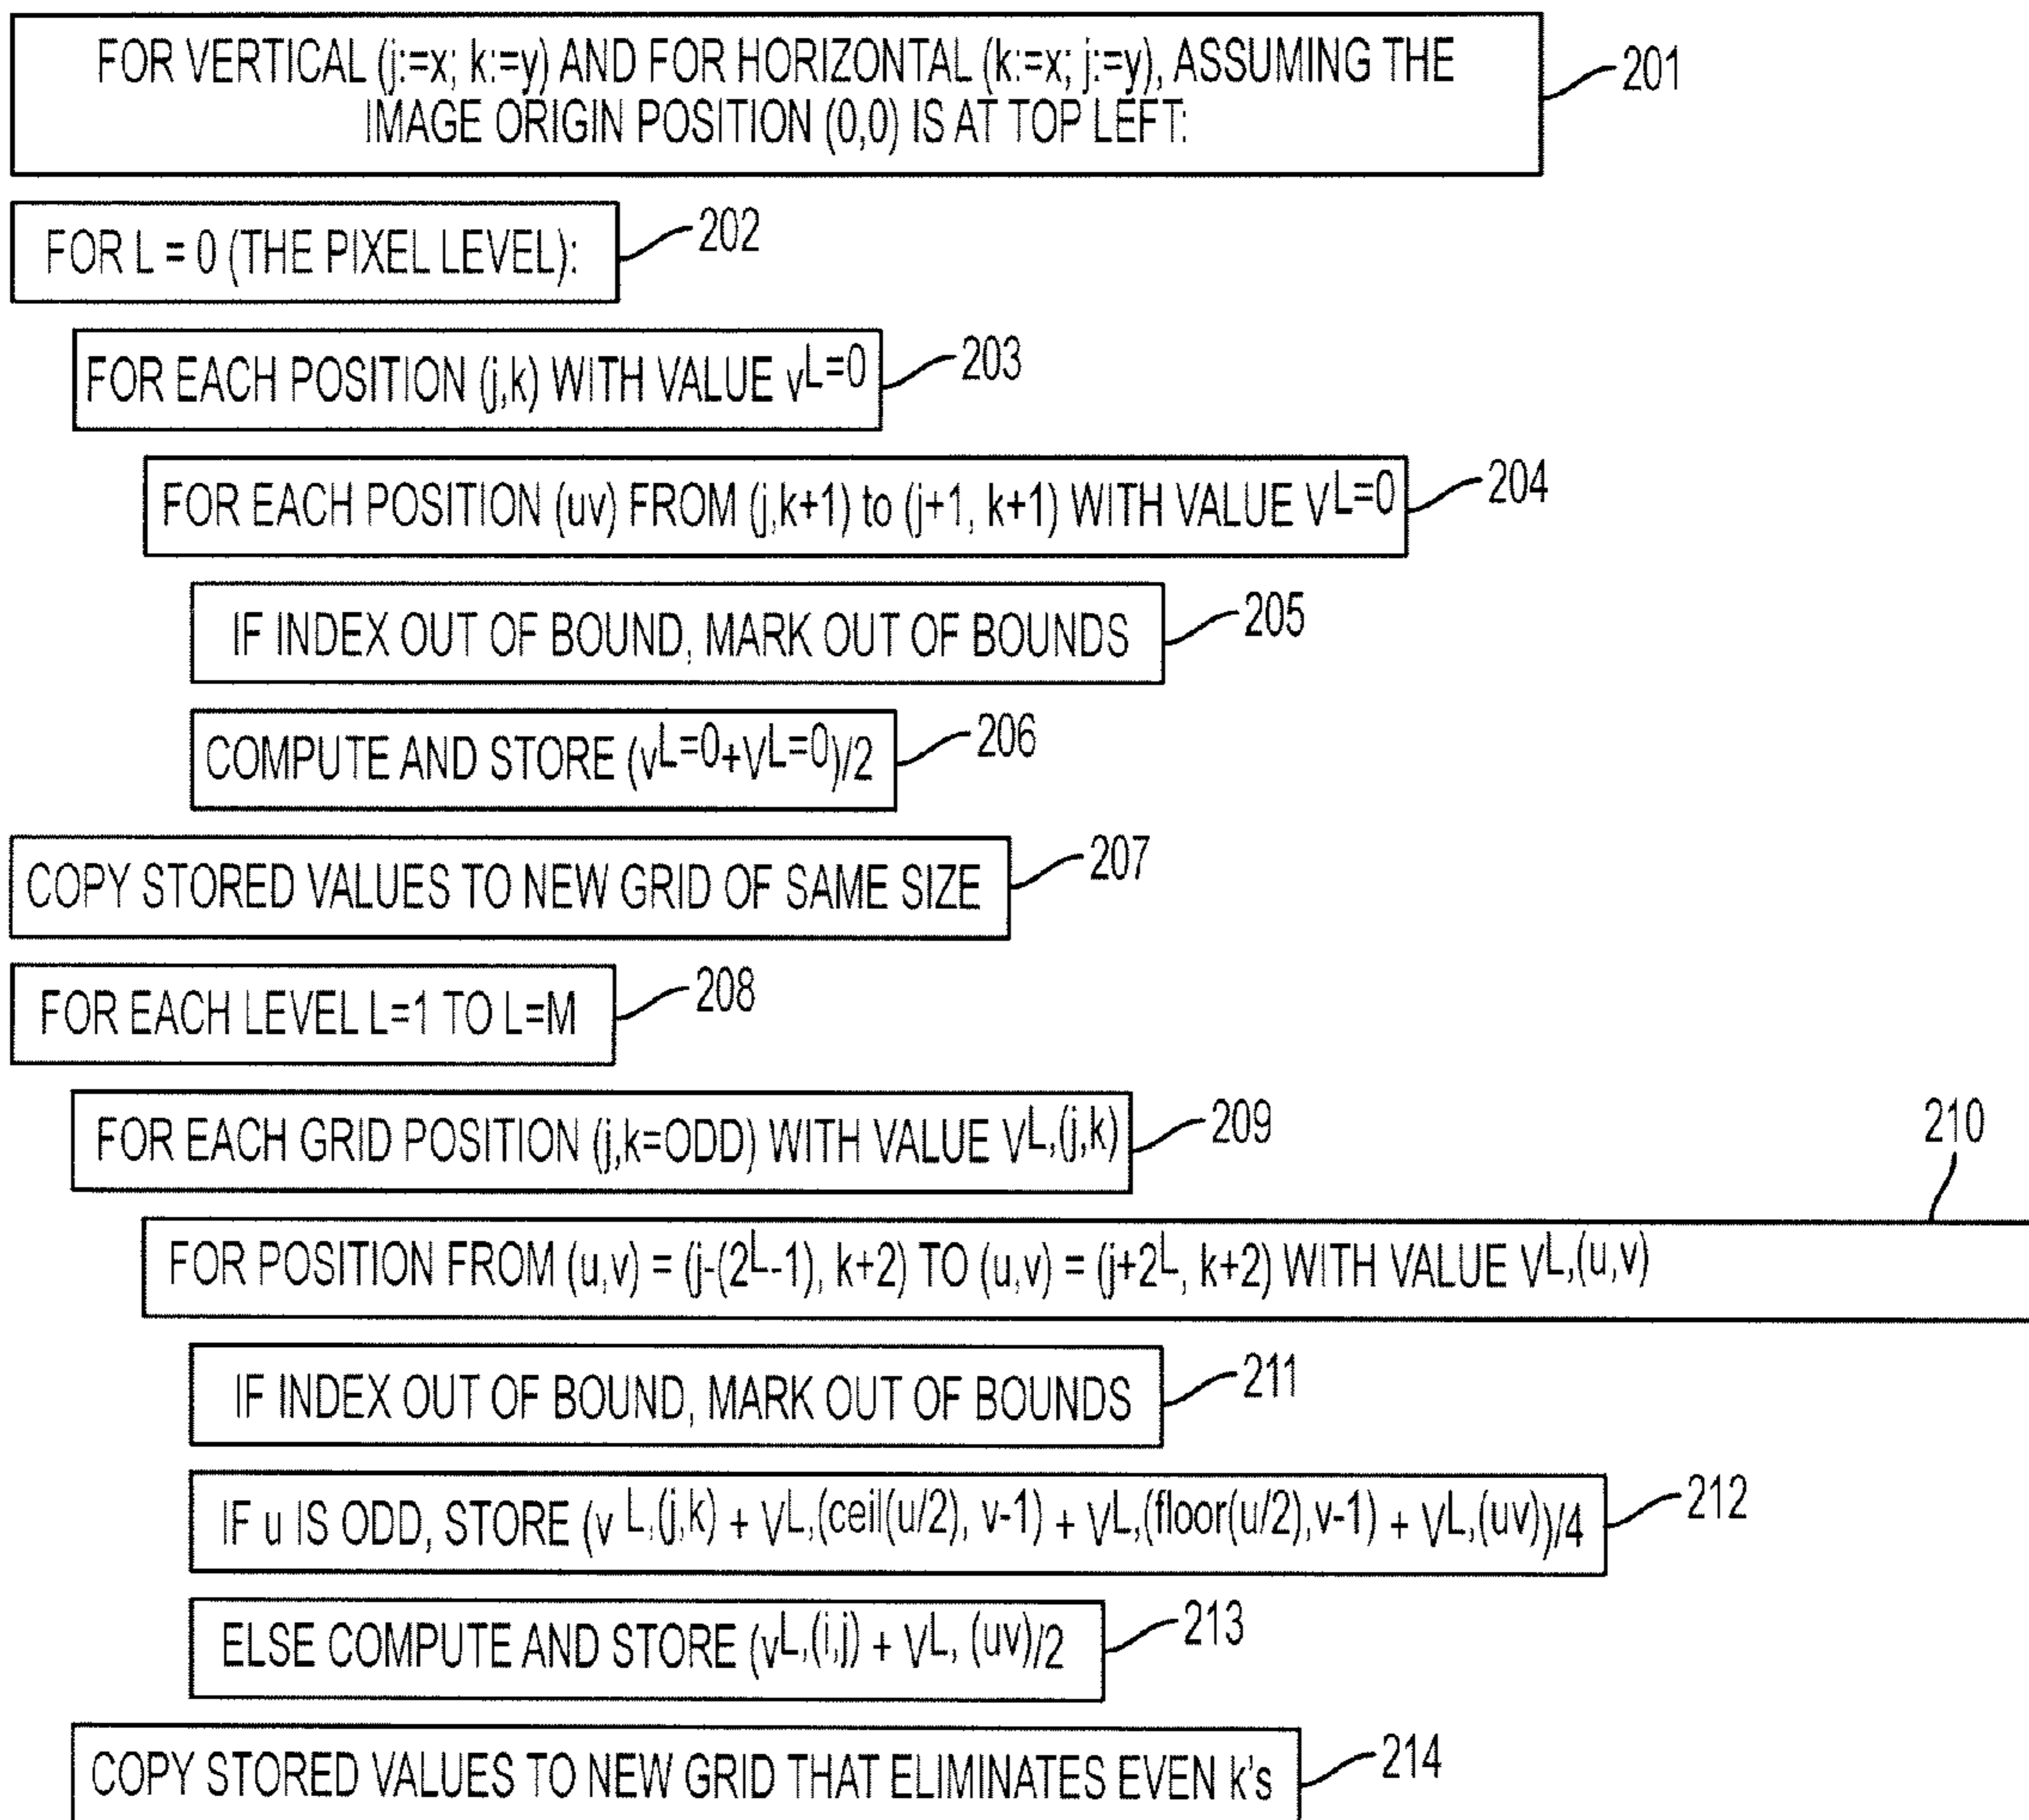 FOR VERTICAL (j:=x; k:=y) AND FOR HORIZONTAL (k:=x; j:=y), ASSUMING THE
IMAGE ORIGIN POSITION (0,0) IS AT TOP LEFT:
201
FOR L = 0 (THE PIXEL LEVEL):
202
FOR EACH POSITION (j,k) WITH VALUE vL=0
203
FOR EACH POSITION (uv) FROM (j,k+1) to (j+1, k+1) WITH VALUE VL=0
204
IF INDEX OUT OF BOUND, MARK OUT OF BOUNDS
205
COMPUTE AND STORE (vL=0+VL=0)/2
206
COPY STORED VALUES TO NEW GRID OF SAME SIZE
207
FOR EACH LEVEL L=1 TO L=M
208
FOR EACH GRID POSITION (j,k=ODD) WITH VALUE VL,(j,k)
209
210
FOR POSITION FROM (u,v) = (j-(2L-1), k+2) TO (u,v) = (j+2L, k+2) WITH VALUE VL,(u,v)
IF INDEX OUT OF BOUND, MARK OUT OF BOUNDS
211
IF u IS ODD, STORE (v L,(j,k) + VL,(ceil(u/2), v-1) + VL,(floor(u/2),v-1) + VL,(uv))/4
212
ELSE COMPUTE AND STORE (vL,(i,j) + VL, (uv)/2
213
COPY STORED VALUES TO NEW GRID THAT ELIMINATES EVEN k's
214